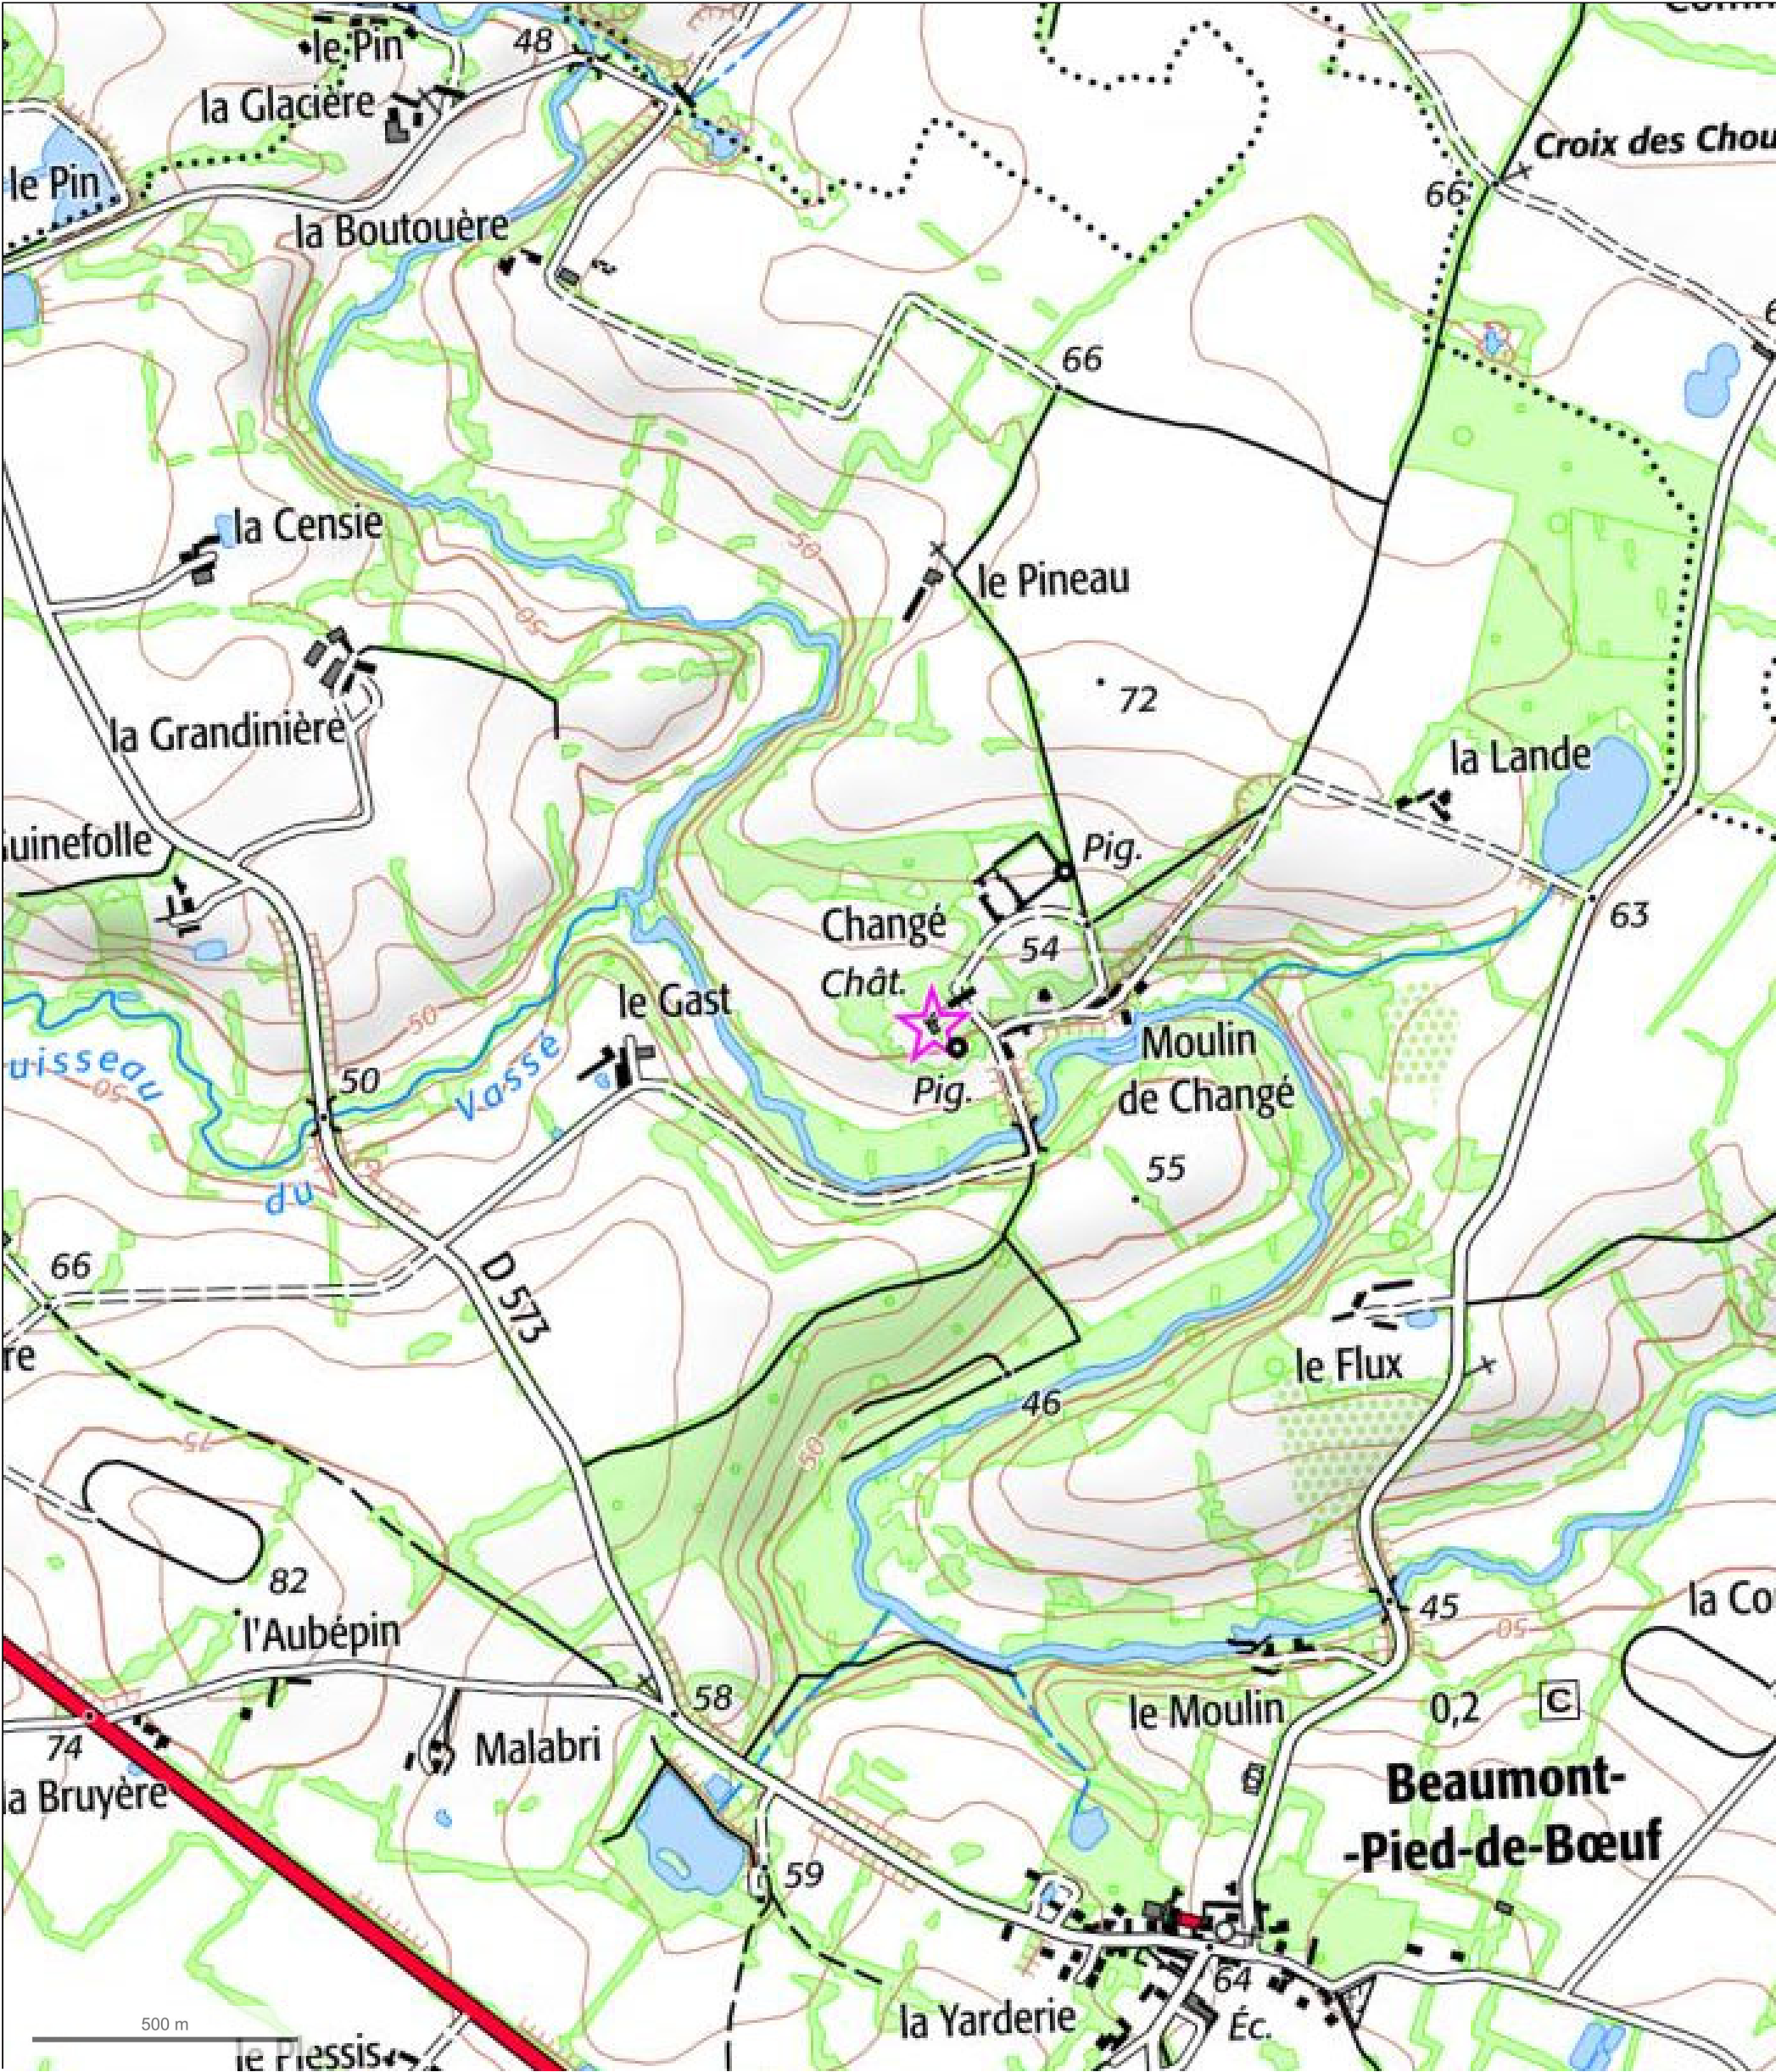 le Pin
48
la Glacière
Croix des Chou
le Pin
66
la Boutouère
66
la Censie
50
le Pineau
50
72
la Grandinière
la Lande
uinefolle
Pig.
Changé
54
63
Chât.
le Gast
50
Moulin
de Changé
uisseau
50
50
Vassé
Pig.
55
du
66
D 573
re
le Flux
46
75
50
82
45
la Co
l'Aubépin
50
58
le Moulin
0,2
C
74
Malabri
Beaumont-
-Pied-de-Bœuf
la Bruyère
59
64
la Yarderie
Éc.
500 m
le Plessis